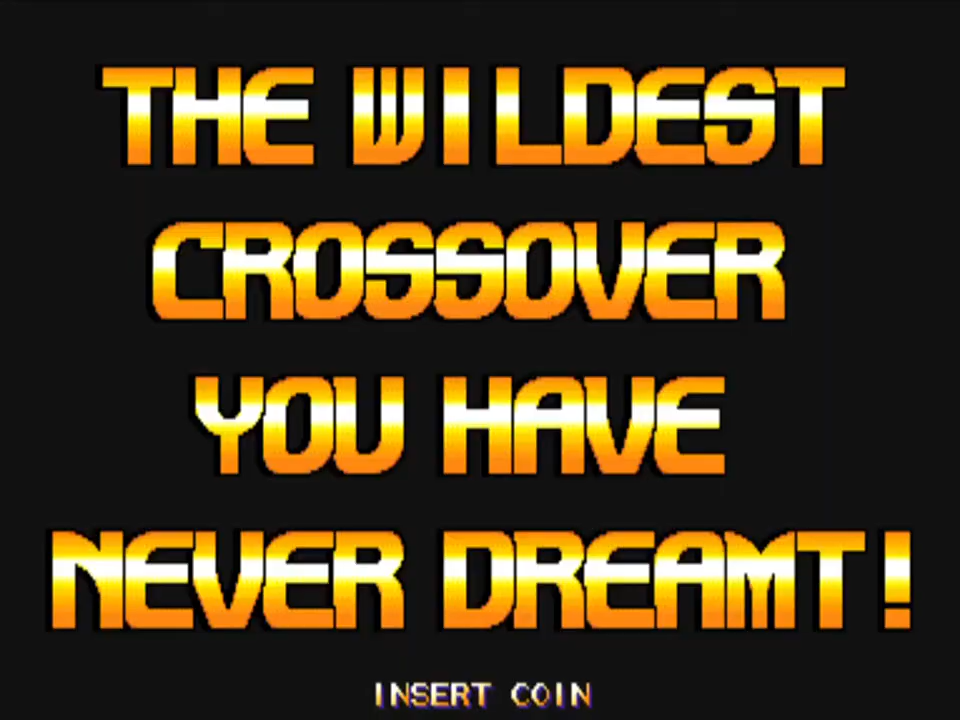 THE WILDEST
CROSSOVER
YOU HAVE
NEVER DREAMT!
INSERT COIN